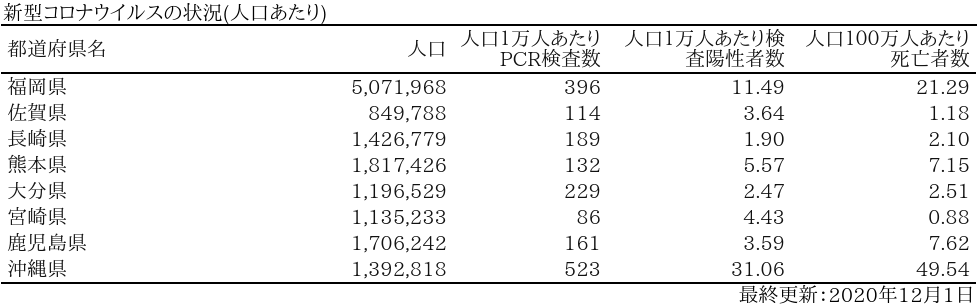 新型コロナウイルスの状況(人口あたり)
都道府県名 人口 人口1万人あたりPCR検査数 人口1万人あたり検査陽性者数 人口100万人あたり死亡者数
福岡県 5,071,968 396 11.49 21.29
佐賀県 849,788 114 3.64 1.18
長崎県 1,426,779 189 1.90 2.10
熊本県 1,817,426 132 5.57 7.15
大分県 1,196,529 229 2.47 2.51
宮崎県 1,135,233 86 4.43 0.88
鹿児島県 1,706,242 161 3.59 7.62
沖縄県 1,392,818 523 31.06 49.54
最終更新:2020年12月1日